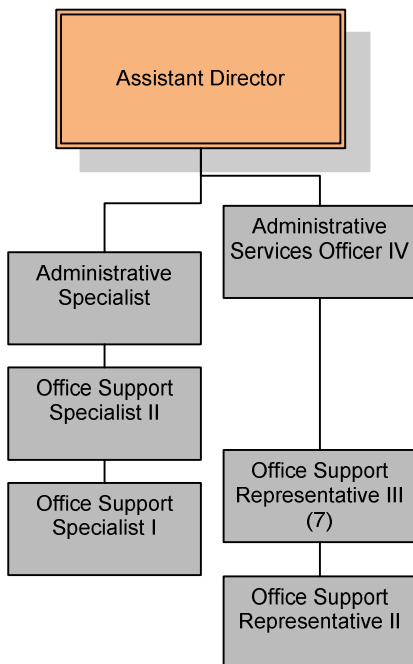 Assistant Director
Administrative
Services Officer IV
Administrative
Specialist
Office Support
Specialist II
Office Support
Representative III
(7)
Office Support
Specialist I
Office Support
Representative II